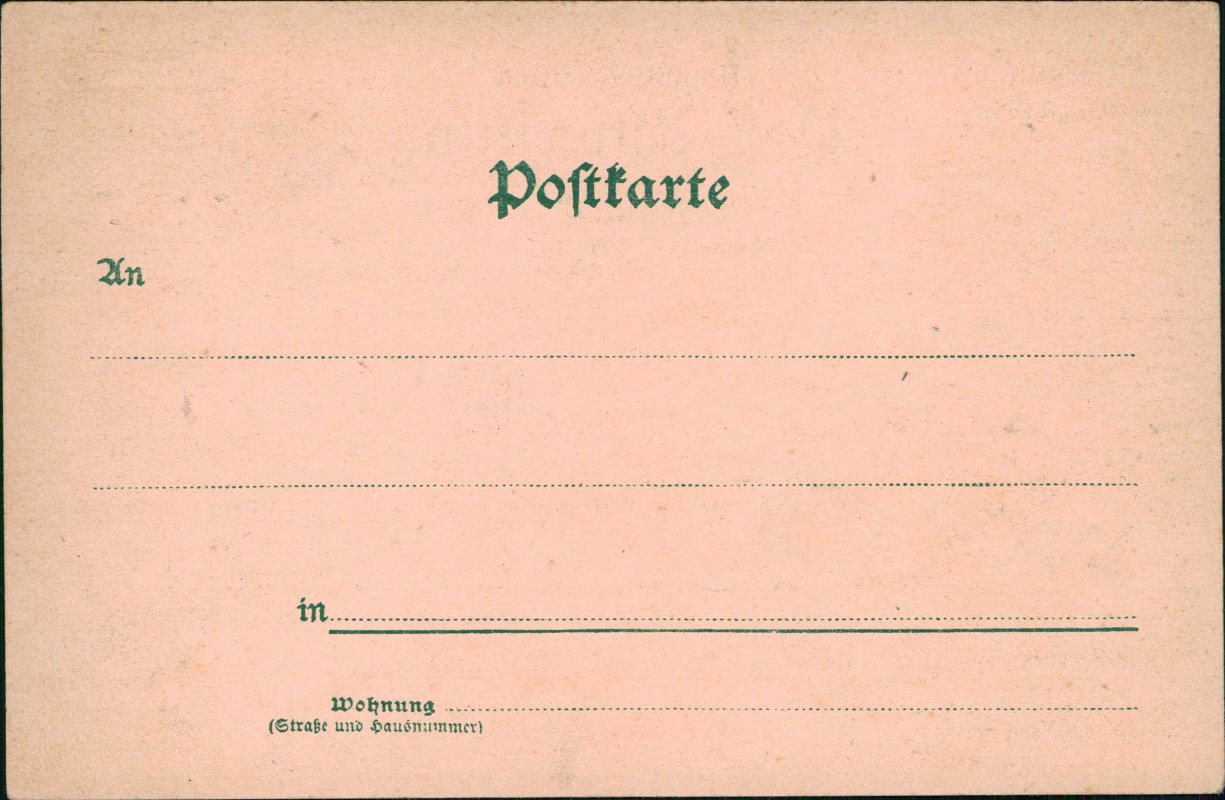 Poſtkarte
An
in
Wohnung
(Straße und Hausnummer)